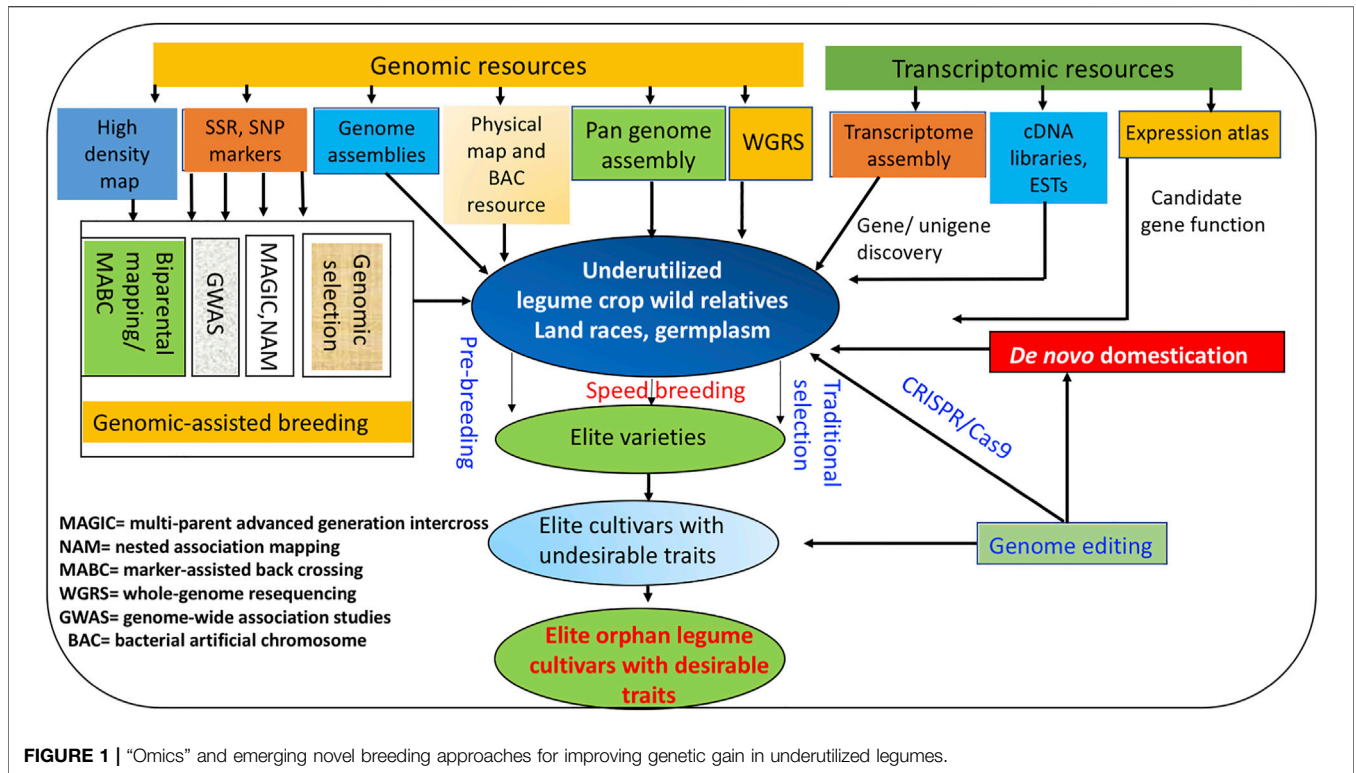 Genomic resources
Transcriptomic resources
High
density
map
SSR, SNP
markers
Genome
assemblies
Physical
map and
BAC
resource
Pan genome
assembly
WGRS
Transcriptome
assembly
cDNA
libraries,
ESTs
Expression atlas
Gene/ unigene
discovery
Candidate
gene function
Biparental
mapping/
MABC
GWAS
MAGIC,NAM
Genomic
selection
Genomic-assisted breeding
Underutilized
legume crop wild relatives
Land races, germplasm
De novo domestication
Pre-breeding
Speed breeding
Traditional
selection
CRISPR/Cas9
Elite varieties
Elite cultivars with
undesirable traits
Genome editing
Elite orphan legume
cultivars with desirable
traits
MAGIC= multi-parent advanced generation intercross
NAM= nested association mapping
MABC= marker-assisted back crossing
WGRS= whole-genome resequencing
GWAS= genome-wide association studies
BAC= bacterial artificial chromosome
FIGURE 1 | “Omics” and emerging novel breeding approaches for improving genetic gain in underutilized legumes.